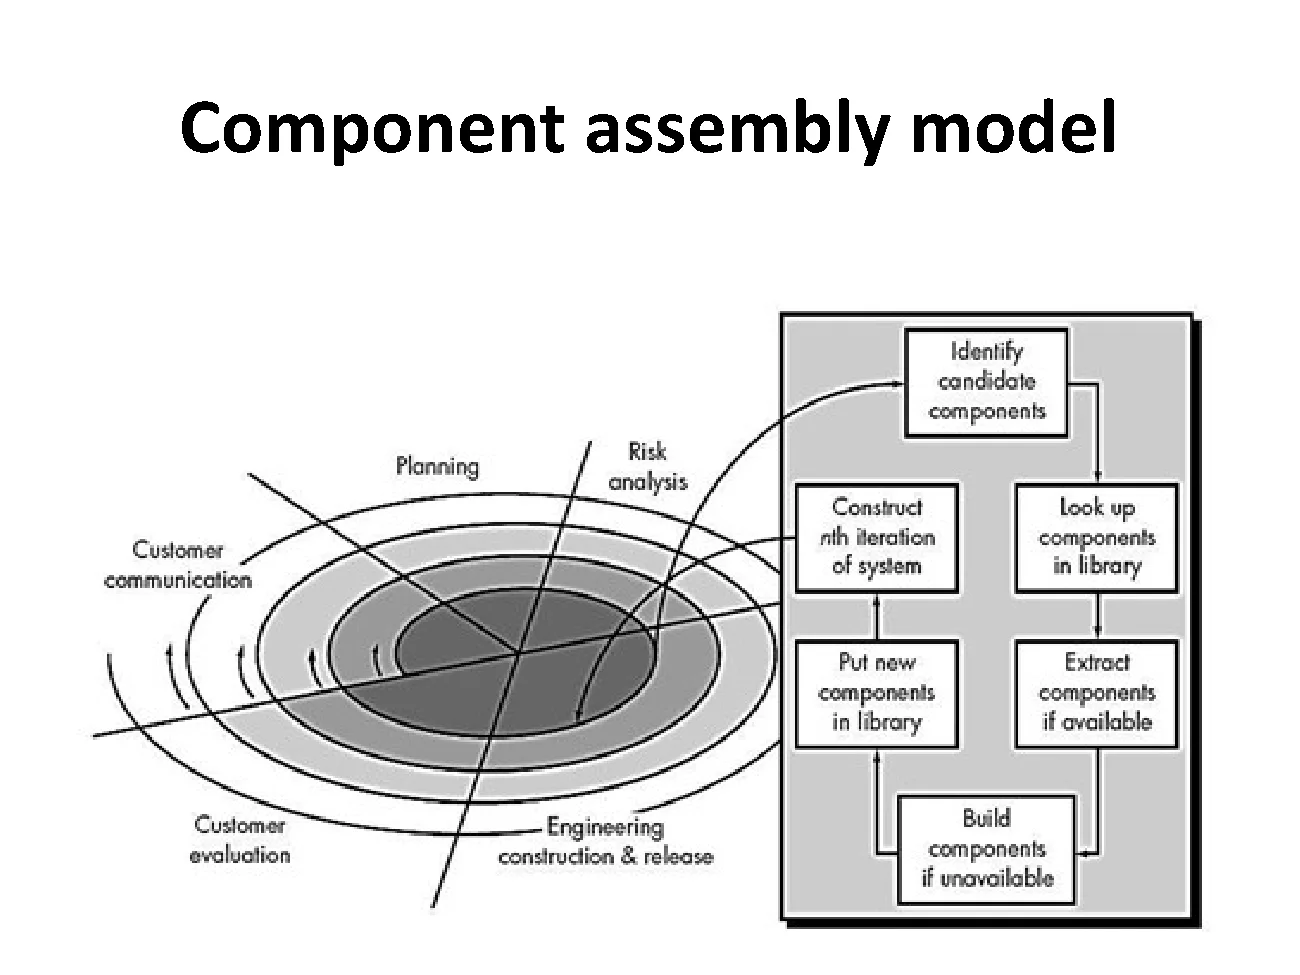 Component assembly model
Planning
Risk
analysis
Customer
communication
Customer
evaluation
Engineering
construction & release
Identify
candidate
components
Look up
components
in library
Extract
components
if available
Build
components
if unavailable
Put new
components
in library
Construct
nth iteration
of system